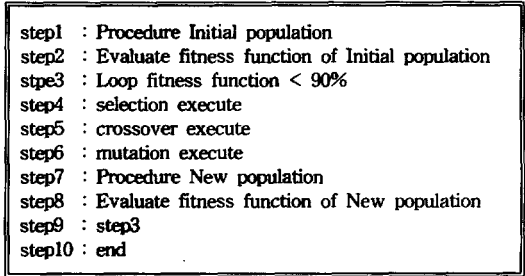 step1 : Procedure Initial population
step2 : Evaluate fitness function of Initial population
stpe3 : Loop fitness function < 90%
step4 : selection execute
step5 : crossover execute
step6 : mutation execute
step7 : Procedure New population
step8 : Evaluate fitness function of New population
step9 : step3
step10 : end